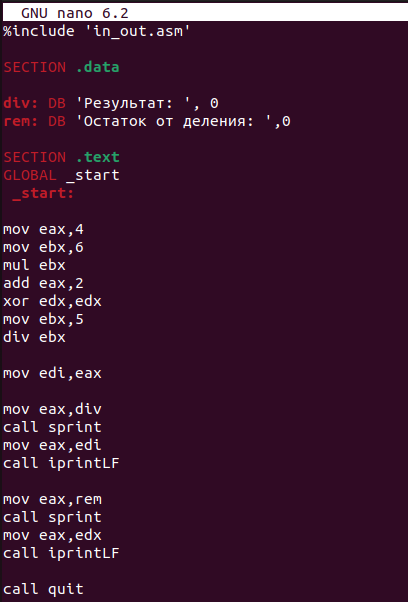 GNU nano 6.2
%include 'in_out.asm'
SECTION .data
div: DB 'Результат: ', 0
rem: DB 'Остаток от деления: ',0
SECTION .text
GLOBAL _start
_start:
mov eax,4
mov ebx,6
mul ebx
add eax,2
xor edx,edx
mov ebx,5
div ebx
mov edi,eax
mov eax,div
call sprint
mov eax,edi
call iprintLF
mov eax,rem
call sprint
mov eax,edx
call iprintLF
call quit